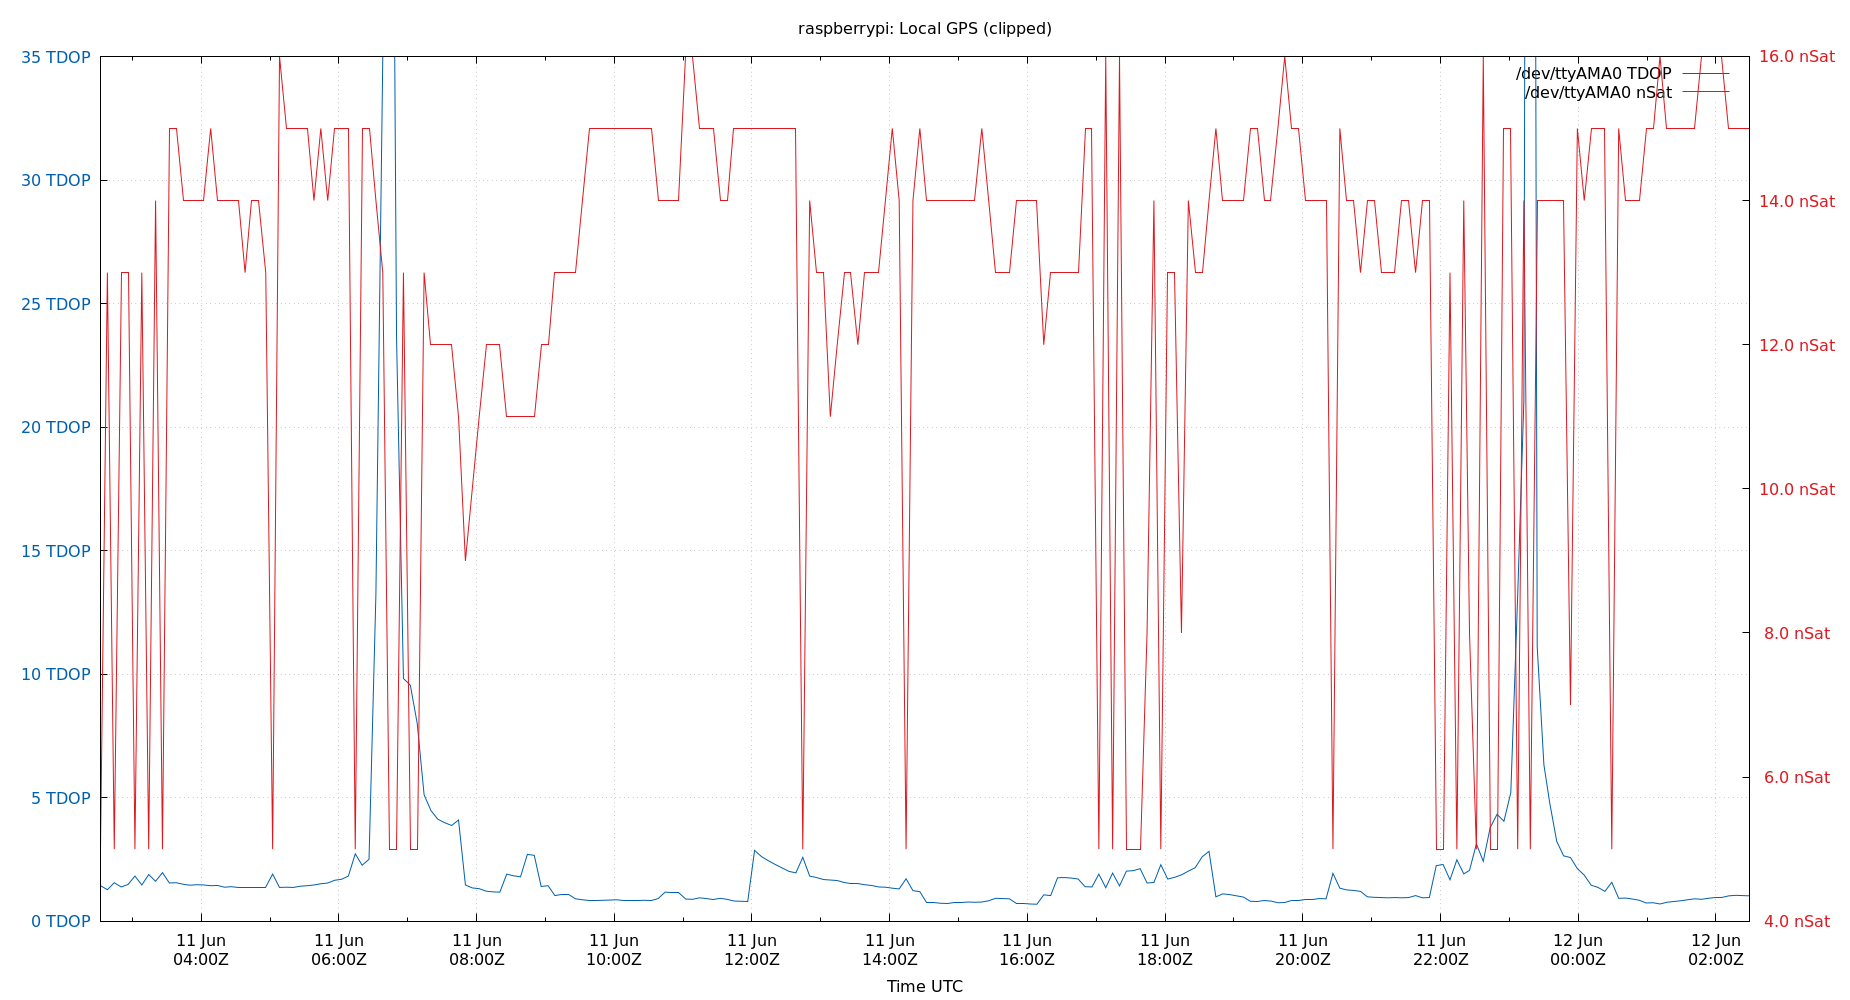 raspberrypi: Local GPS (clipped)
35 TDOP
30 TDOP
25 TDOP
20 TDOP
15 TDOP
10 TDOP
5 TDOP
0 TDOP
16.0 nSat
14.0 nSat
12.0 nSat
10.0 nSat
8.0 nSat
6.0 nSat
4.0 nSat
/dev/ttyAMA0 TDOP
/dev/ttyAMA0 nSat
11 Jun 11 Jun 11 Jun 11 Jun 11 Jun 11 Jun 11 Jun 11 Jun 11 Jun 11 Jun 12 Jun 12 Jun
04:00Z 06:00Z 08:00Z 10:00Z 12:00Z 14:00Z 16:00Z 18:00Z 20:00Z 22:00Z 00:00Z 02:00Z
Time UTC